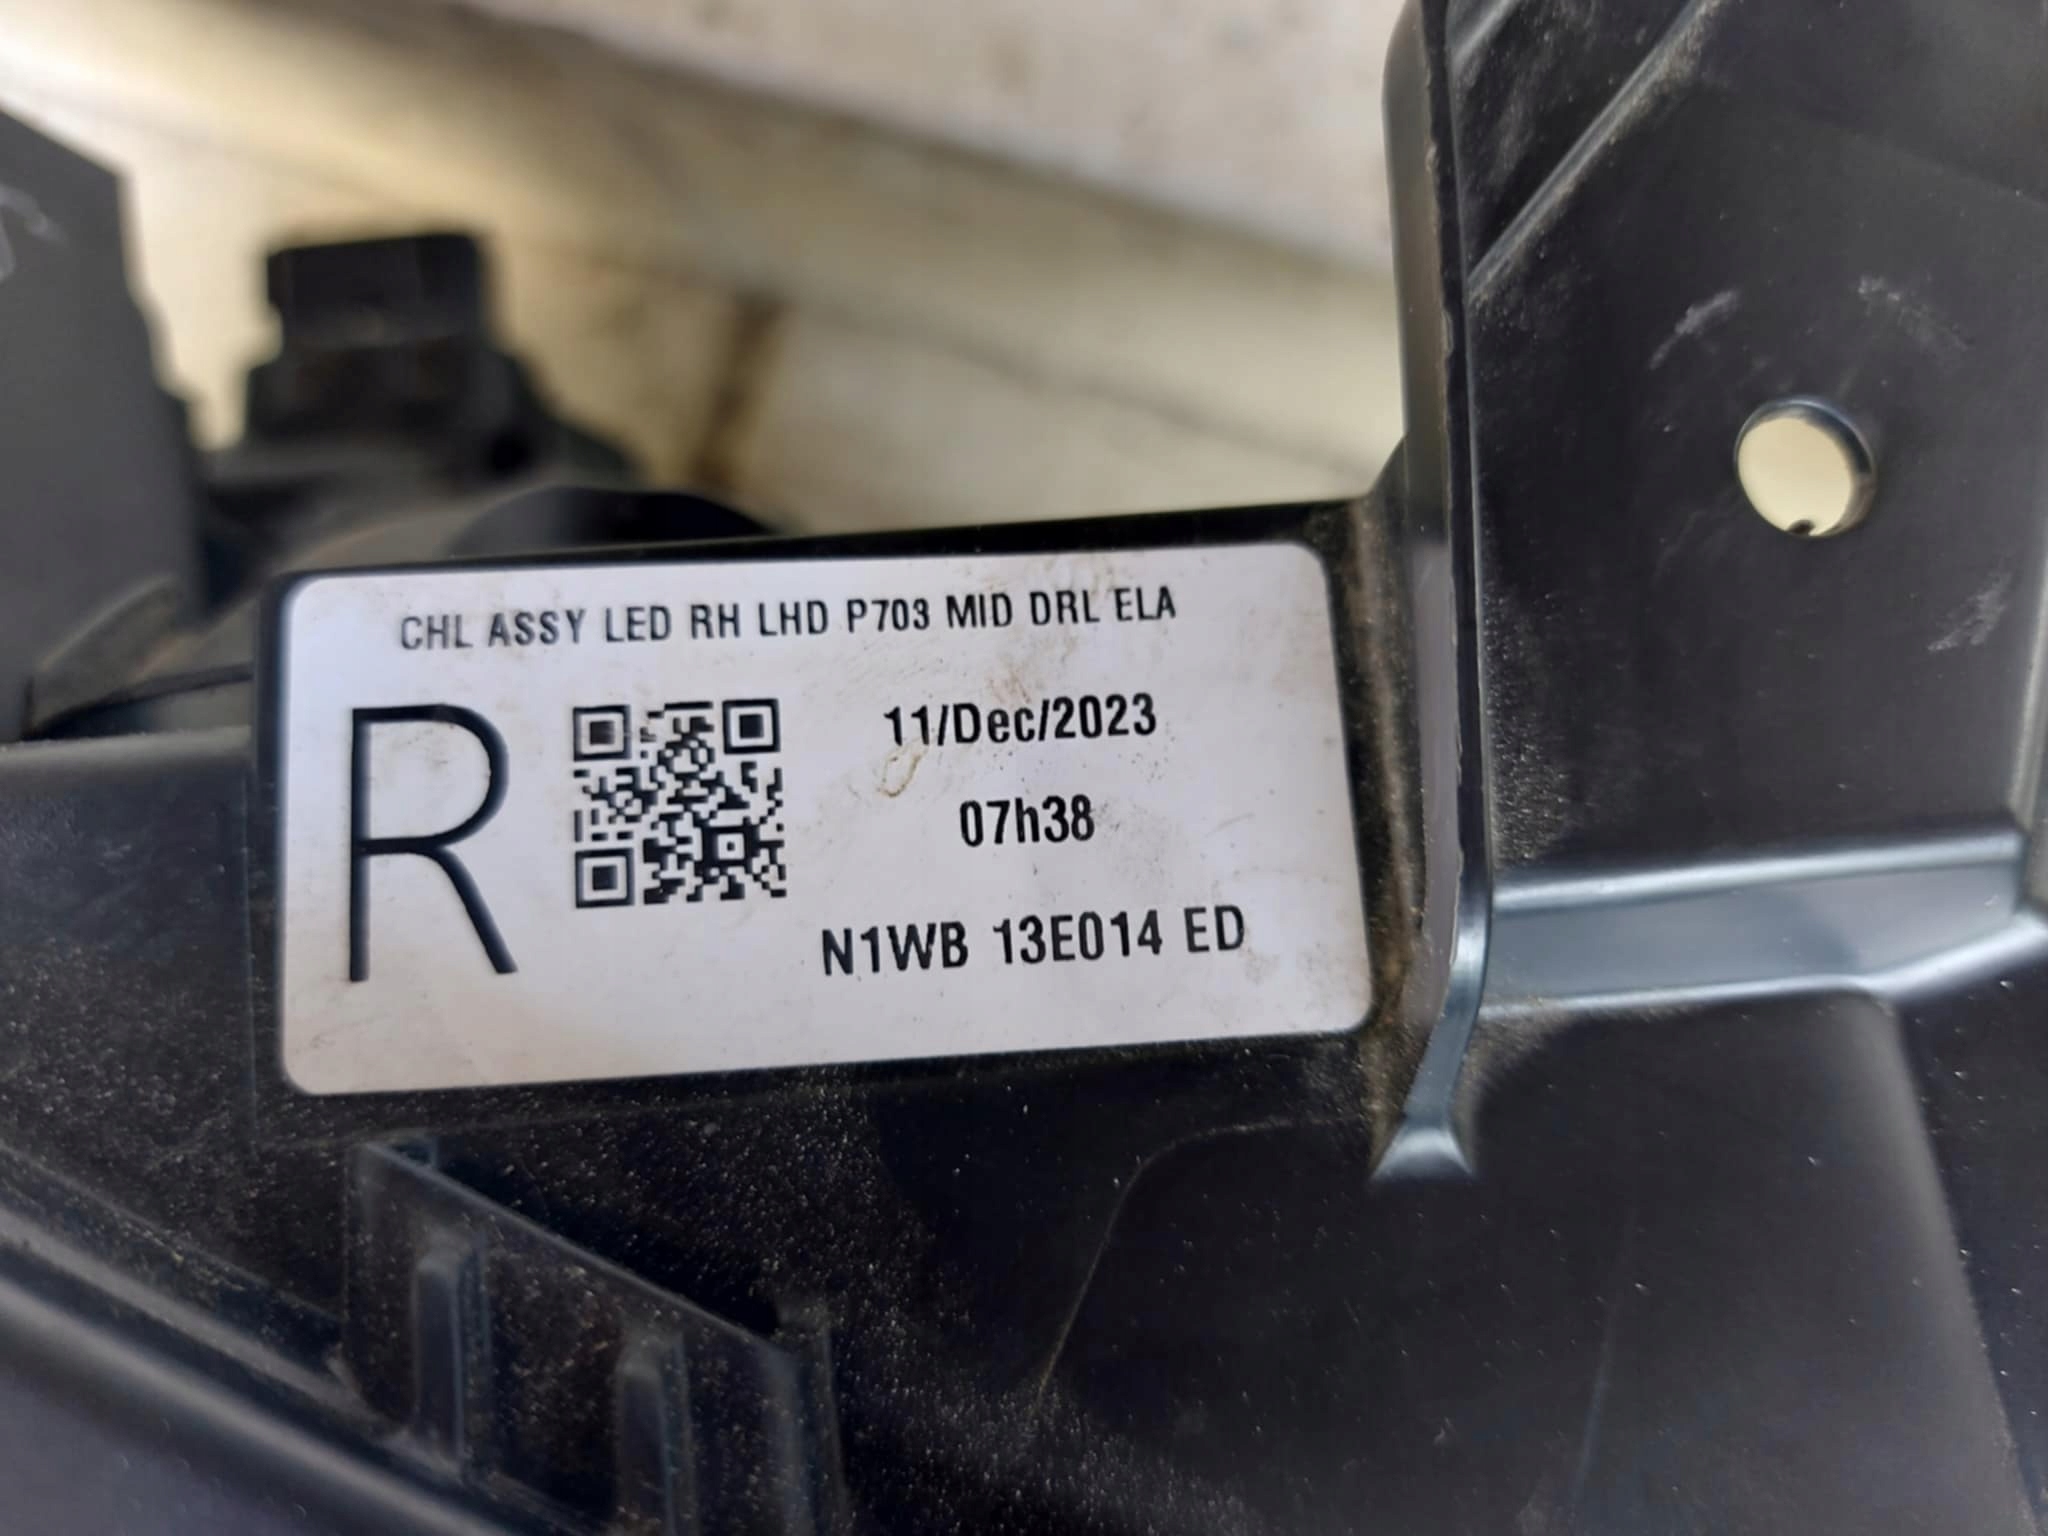 CHL ASSY LED RH LHD P703 MID DRL ELA
R
11/Dec/2023
07h38
N1WB 13E014 ED